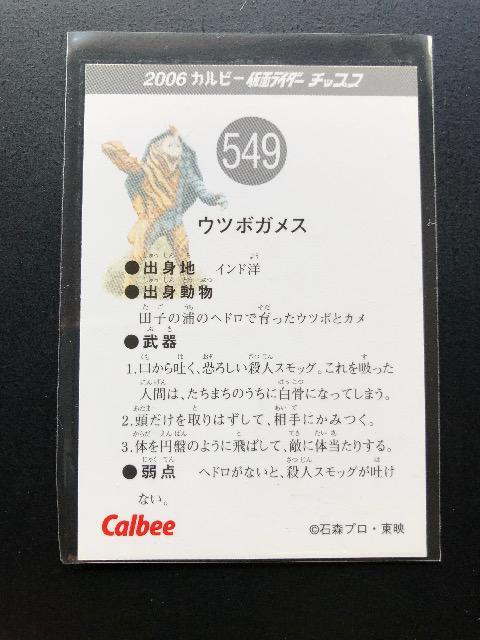 2006 カルビー 仮面ライダー チップス
549
ウツボガメス
●出身地 インド洋
●出身動物
田子の浦のヘドロで育ったウツボとカメ
●武器
1.口から吐く、恐ろしい殺人スモッグ。これを吸った
人間は、たちまちのうちに白骨になってしまう。
2.頭だけを取りはずして、相手にかみつく。
3.体を円盤のように飛ばして、敵に体当たりする。
●弱点 ヘドロがないと、殺人スモッグが吐け
ない。
Calbee
©石森プロ・東映